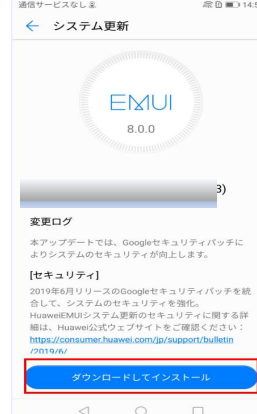 通信サービスなし
14:5
← システム更新
EMUI
8.0.0
3)
変更ログ
本アップデートでは、Googleセキュリティパッチに
よりシステムのセキュリティが向上します。
[セキュリティ]
2019年6月リリースのGoogleセキュリティパッチを統
合して、システムのセキュリティを強化。
HuaweiEMUIシステム更新のセキュリティに関する詳
細は、Huawei公式ウェブサイトをご確認ください：
https://consumer.huawei.com/jp/support/bulletin
/2019/6/
ダウンロードしてインストール